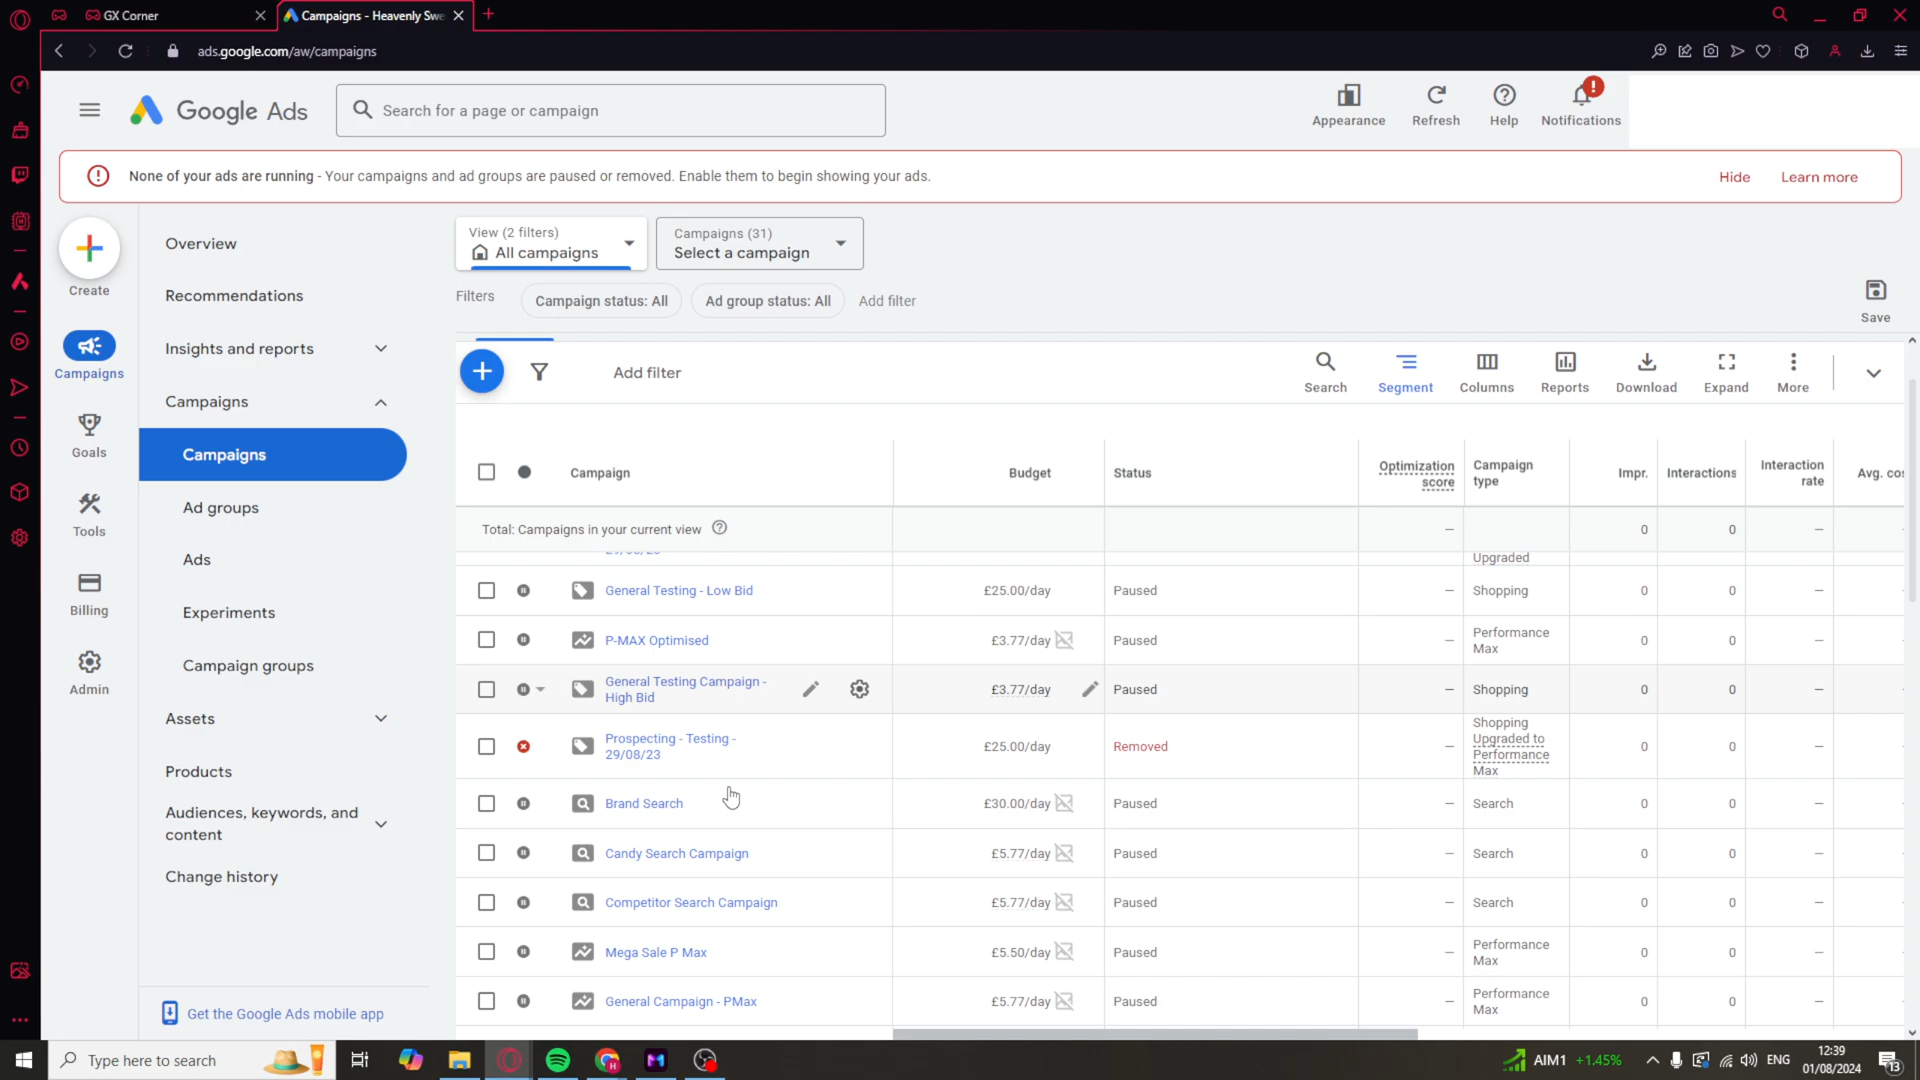 GX Corner
Campaigns - Heavenly Swe
ads.google.com/aw/campaigns
Google Ads
Search for a page or campaign
Appearance
Refresh
Help
Notifications
None of your ads are running - Your campaigns and ad groups are paused or removed. Enable them to begin showing your ads.
Hide
Learn more
Create
Campaigns
Goals
Tools
Billing
Admin
Overview
Recommendations
Insights and reports
Campaigns
Campaigns
Ad groups
Ads
Experiments
Campaign groups
Assets
Products
Audiences, keywords, and
content
Change history
Get the Google Ads mobile app
View (2 filters)
All campaigns
Campaigns (31)
Select a campaign
Filters
Campaign status: All
Ad group status: All
Add filter
Save
Add filter
Search
Segment
Columns
Reports
Download
Expand
More
Campaign
Budget
Status
Optimization
score
Campaign
type
Impr.
Interactions
Interaction
rate
Avg. cos
Total: Campaigns in your current view
—
0
0
—
Upgraded
General Testing - Low Bid
£25.00/day
Paused
—
Shopping
0
0
—
P-MAX Optimised
£3.77/day
Paused
—
Performance
Max
0
0
—
General Testing Campaign -
High Bid
£3.77/day
Paused
—
Shopping
0
0
—
Prospecting - Testing -
29/08/23
£25.00/day
Removed
—
Shopping
Upgraded to
Performance
Max
0
0
—
Brand Search
£30.00/day
Paused
—
Search
0
0
—
Candy Search Campaign
£5.77/day
Paused
—
Search
0
0
—
Competitor Search Campaign
£5.77/day
Paused
—
Search
0
0
—
Mega Sale P Max
£5.50/day
Paused
—
Performance
Max
0
0
—
General Campaign - PMax
£5.77/day
Paused
—
Performance
Max
0
0
—
Type here to search
AIM1 +1.45%
ENG
12:39
01/08/2024
13